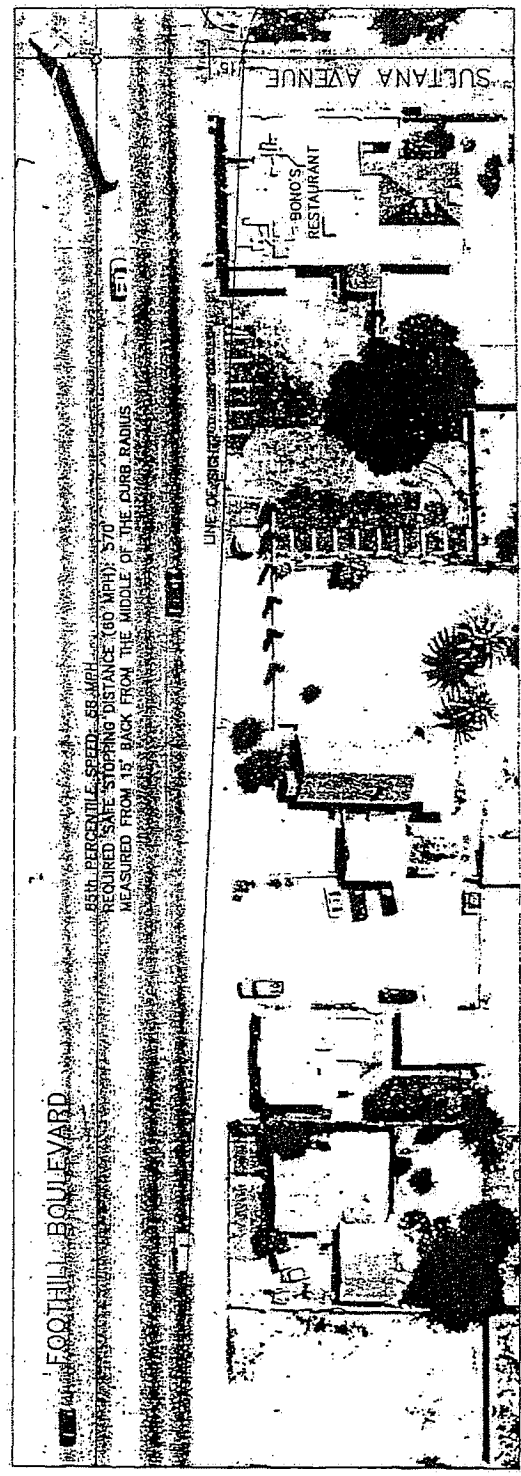 FOOTHILL BOULEVARD
85th PERCENTILE SPEED: 58 MPH
REQUIRED SAFE STOPPING DISTANCE (60 MPH): 570'
MEASURED FROM 15' BACK FROM THE MIDDLE OF THE CURB RADIUS
LINE OF SIGHT
15'
BONO'S
RESTAURANT
SULTANA AVENUE